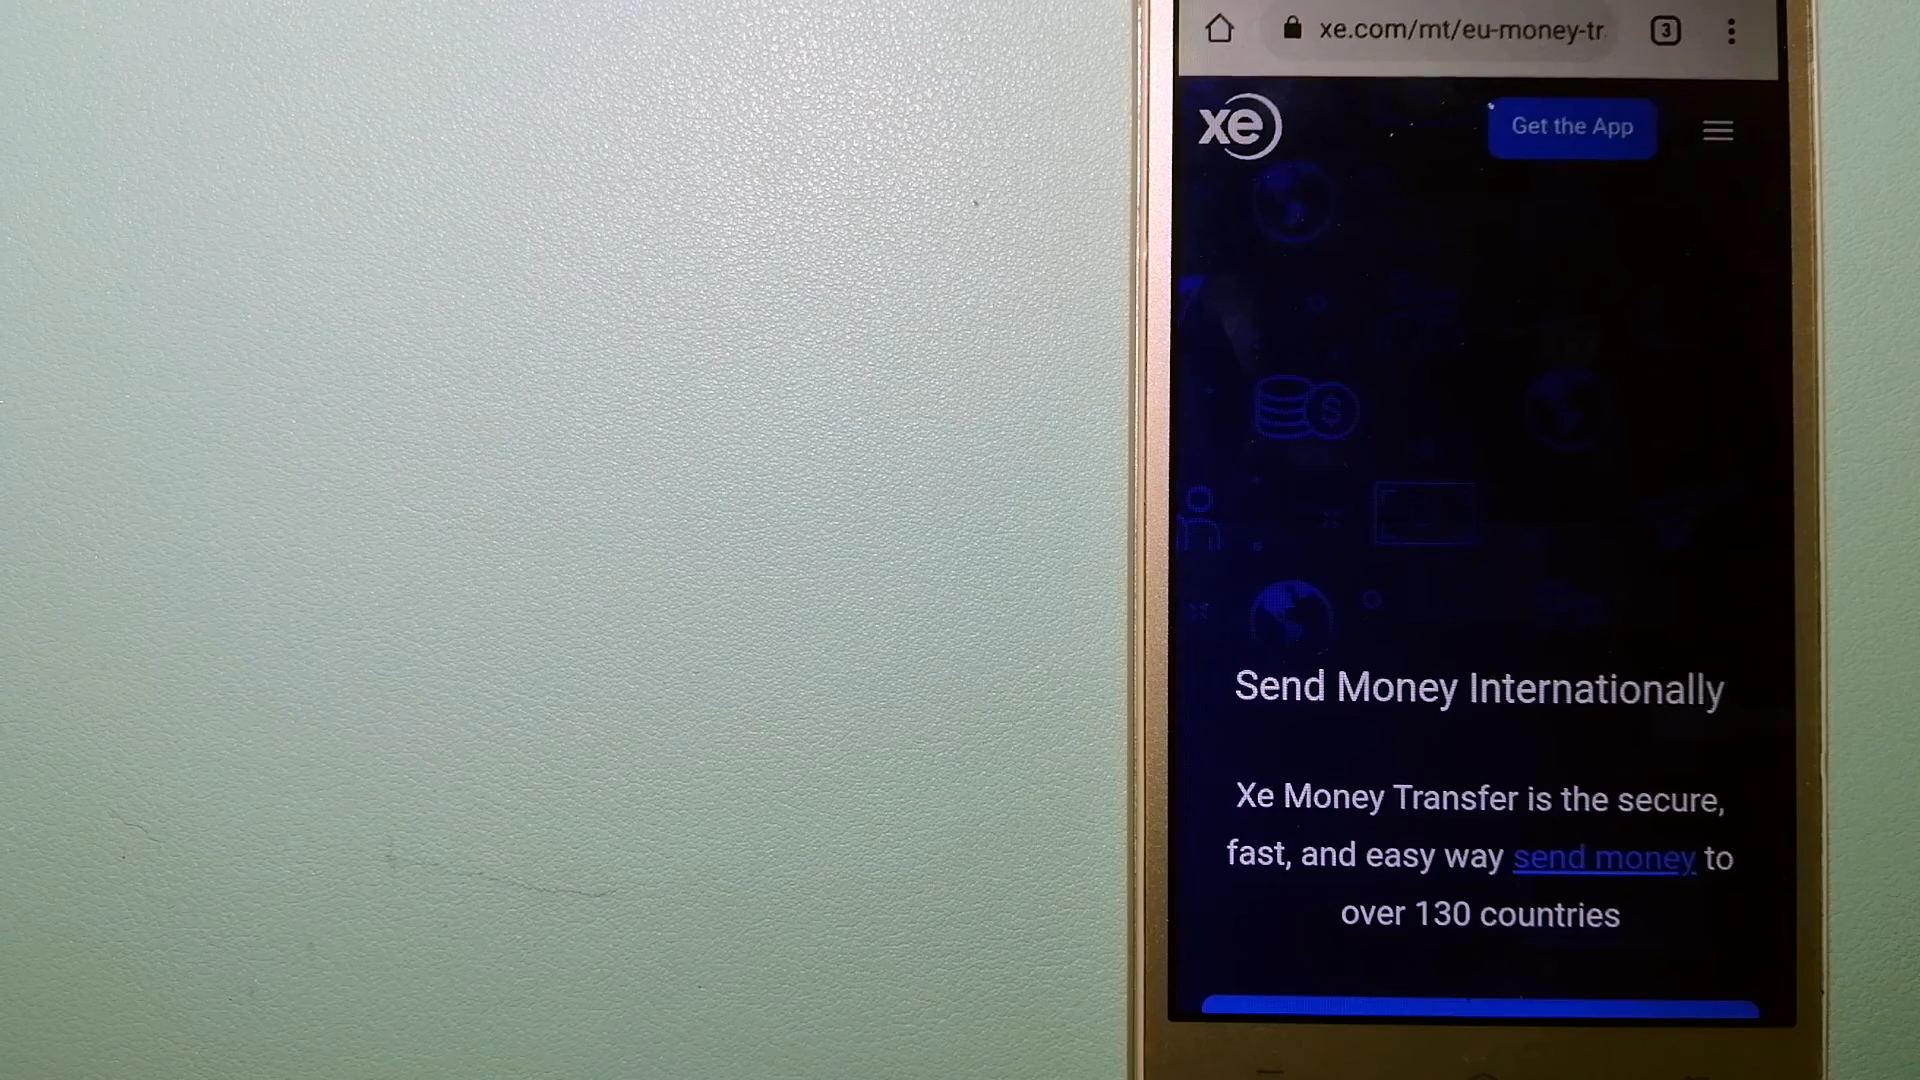 xe.com/mt/eu-money-tr
3
xe
Get the App
$
Send Money Internationally
Xe Money Transfer is the secure,
fast, and easy way send money to
over 130 countries